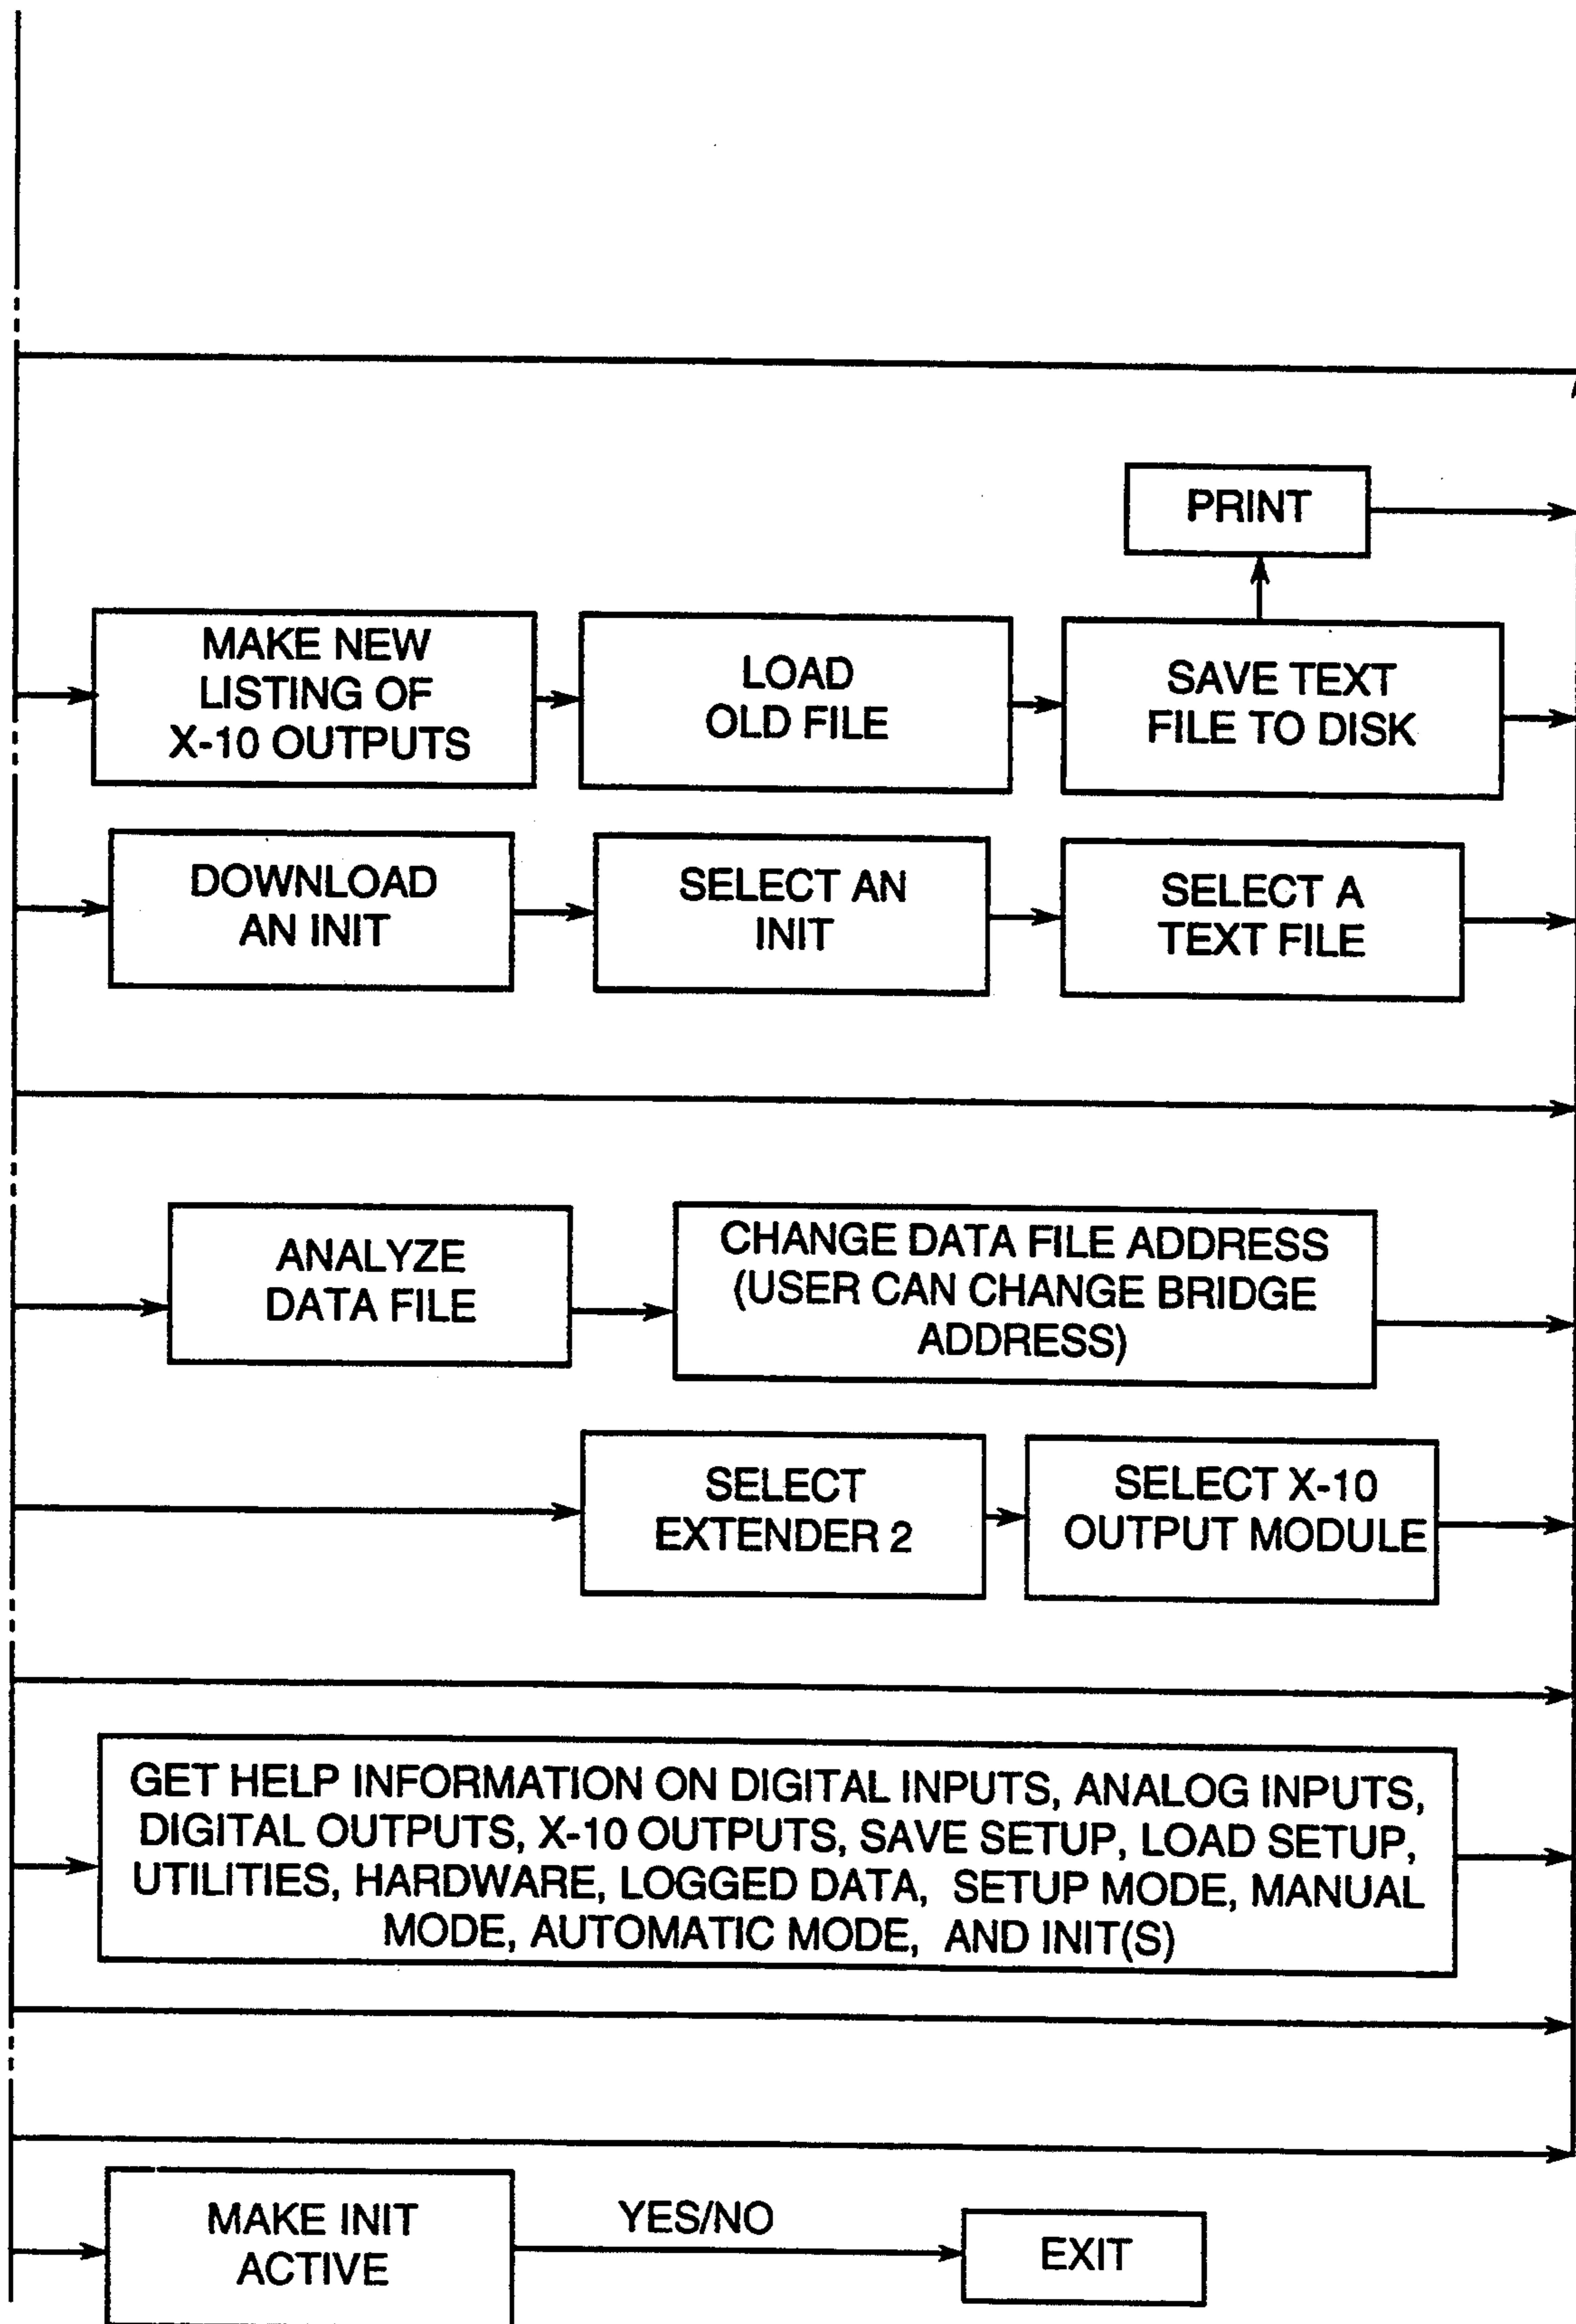 PRINT
MAKE NEW
LISTING OF
X-10 OUTPUTS
LOAD
OLD FILE
SAVE TEXT
FILE TO DISK
DOWNLOAD
AN INIT
SELECT AN
INIT
SELECT A
TEXT FILE
ANALYZE
DATA FILE
CHANGE DATA FILE ADDRESS
(USER CAN CHANGE BRIDGE
ADDRESS)
SELECT
EXTENDER 2
SELECT X-10
OUTPUT MODULE
GET HELP INFORMATION ON DIGITAL INPUTS, ANALOG INPUTS,
DIGITAL OUTPUTS, X-10 OUTPUTS, SAVE SETUP, LOAD SETUP,
UTILITIES, HARDWARE, LOGGED DATA, SETUP MODE, MANUAL
MODE, AUTOMATIC MODE, AND INIT(S)
MAKE INIT
ACTIVE
YES/NO
EXIT